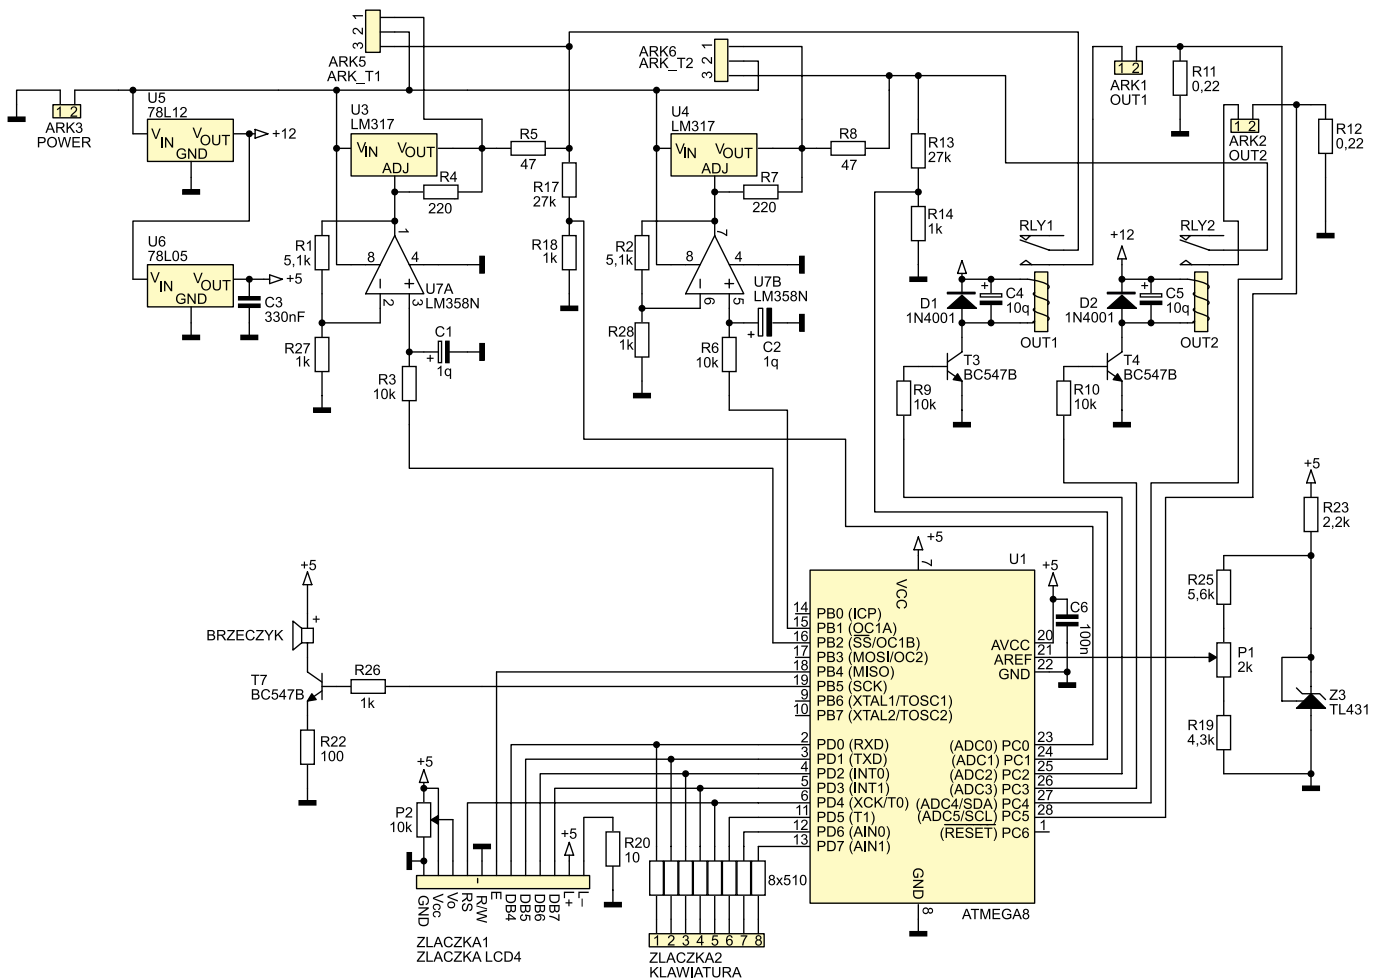 ARK5
ARK_T1
1
2
3
ARK6
ARK_T2
1
2
3
ARK1
OUT1
1 2
R11
0,22
ARK2
OUT2
1 2
R12
0,22
ARK3
POWER
1 2
U5
78L12
VIN
VOUT
GND
+12
U3
LM317
VIN
VOUT
ADJ
R5
47
R4
220
R17
27k
R18
1k
U4
LM317
VIN
VOUT
ADJ
R8
47
R7
220
R13
27k
R14
1k
U6
78L05
VIN
VOUT
GND
+5
C3
330nF
R1
5,1k
1
8
4
2
3
− +
U7A
LM358N
R27
1k
R3
10k
C1
+
1q
R2
5,1k
7
8
4
6
5
− +
U7B
LM358N
R28
1k
R6
10k
C2
+
1q
RLY1
D1
1N4001
C4
+
10q
OUT1
T3
BC547B
R9
10k
RLY2
+12
D2
1N4001
C5
+
10q
OUT2
T4
BC547B
R10
10k
+5
R23
2,2k
R25
5,6k
P1
2k
R19
4,3k
Z3
TL431
+5
BRZECZYK
+
T7
BC547B
R26
1k
R22
100
+5
7
VCC
U1
+5
C6
100n
14 PB0 (ICP)
15 PB1 (OC1A)
16 PB2 (SS/OC1B)
17 PB3 (MOSI/OC2)
18 PB4 (MISO)
19 PB5 (SCK)
9 PB6 (XTAL1/TOSC1)
10 PB7 (XTAL2/TOSC2)
2 PD0 (RXD)
3 PD1 (TXD)
4 PD2 (INT0)
5 PD3 (INT1)
6 PD4 (XCK/T0)
11 PD5 (T1)
12 PD6 (AIN0)
13 PD7 (AIN1)
AVCC 20
AREF 21
GND 22
(ADC0) PC0 23
(ADC1) PC1 24
(ADC2) PC2 25
(ADC3) PC3 26
(ADC4/SDA) PC4 27
(ADC5/SCL) PC5 28
(RESET) PC6 1
GND
8
ATMEGA8
+5
P2
10k
+5
R20
10
GND
Vcc
Vo
RS
R/W
E
DB4
DB5
DB6
DB7
L+
L−
ZLACZKA1
ZLACZKA LCD4
8x510
1 2 3 4 5 6 7 8
ZLACZKA2
KLAWIATURA